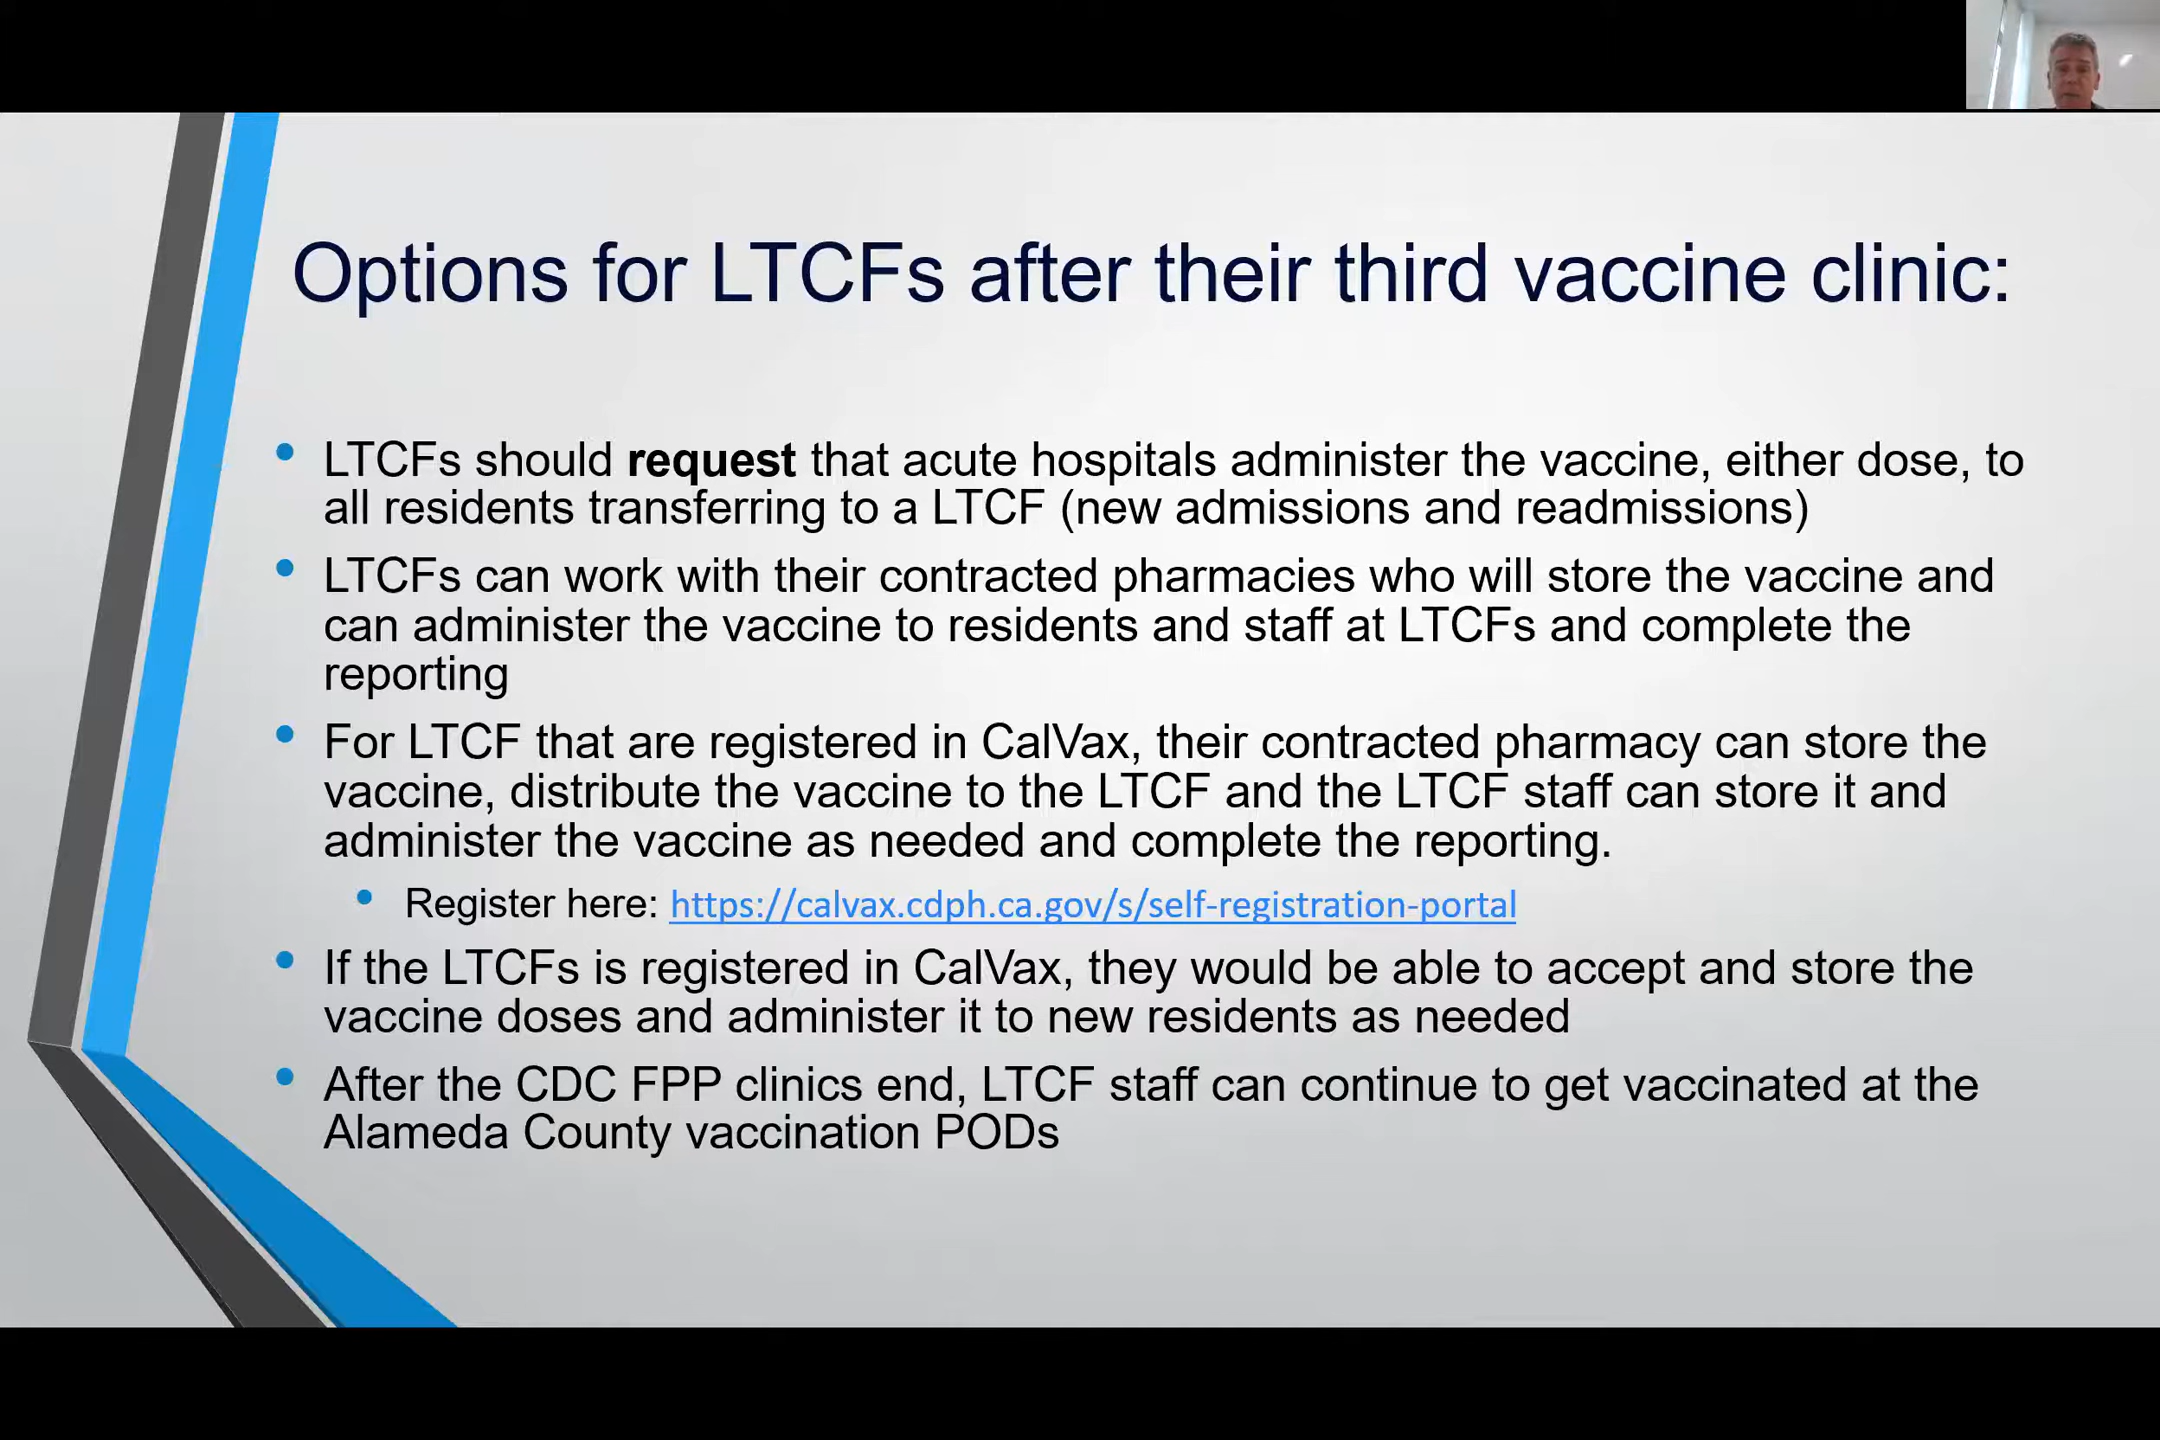 Options for LTCFs after their third vaccine clinic:
LTCFs should request that acute hospitals administer the vaccine, either dose, to
all residents transferring to a LTCF (new admissions and readmissions)
LTCFs can work with their contracted pharmacies who will store the vaccine and
can administer the vaccine to residents and staff at LTCFs and complete the
reporting
For LTCF that are registered in CalVax, their contracted pharmacy can store the
vaccine, distribute the vaccine to the LTCF and the LTCF staff can store it and
administer the vaccine as needed and complete the reporting.
Register here: https://calvax.cdph.ca.gov/s/self-registration-portal
If the LTCFs is registered in CalVax, they would be able to accept and store the
vaccine doses and administer it to new residents as needed
After the CDC FPP clinics end, LTCF staff can continue to get vaccinated at the
Alameda County vaccination PODs